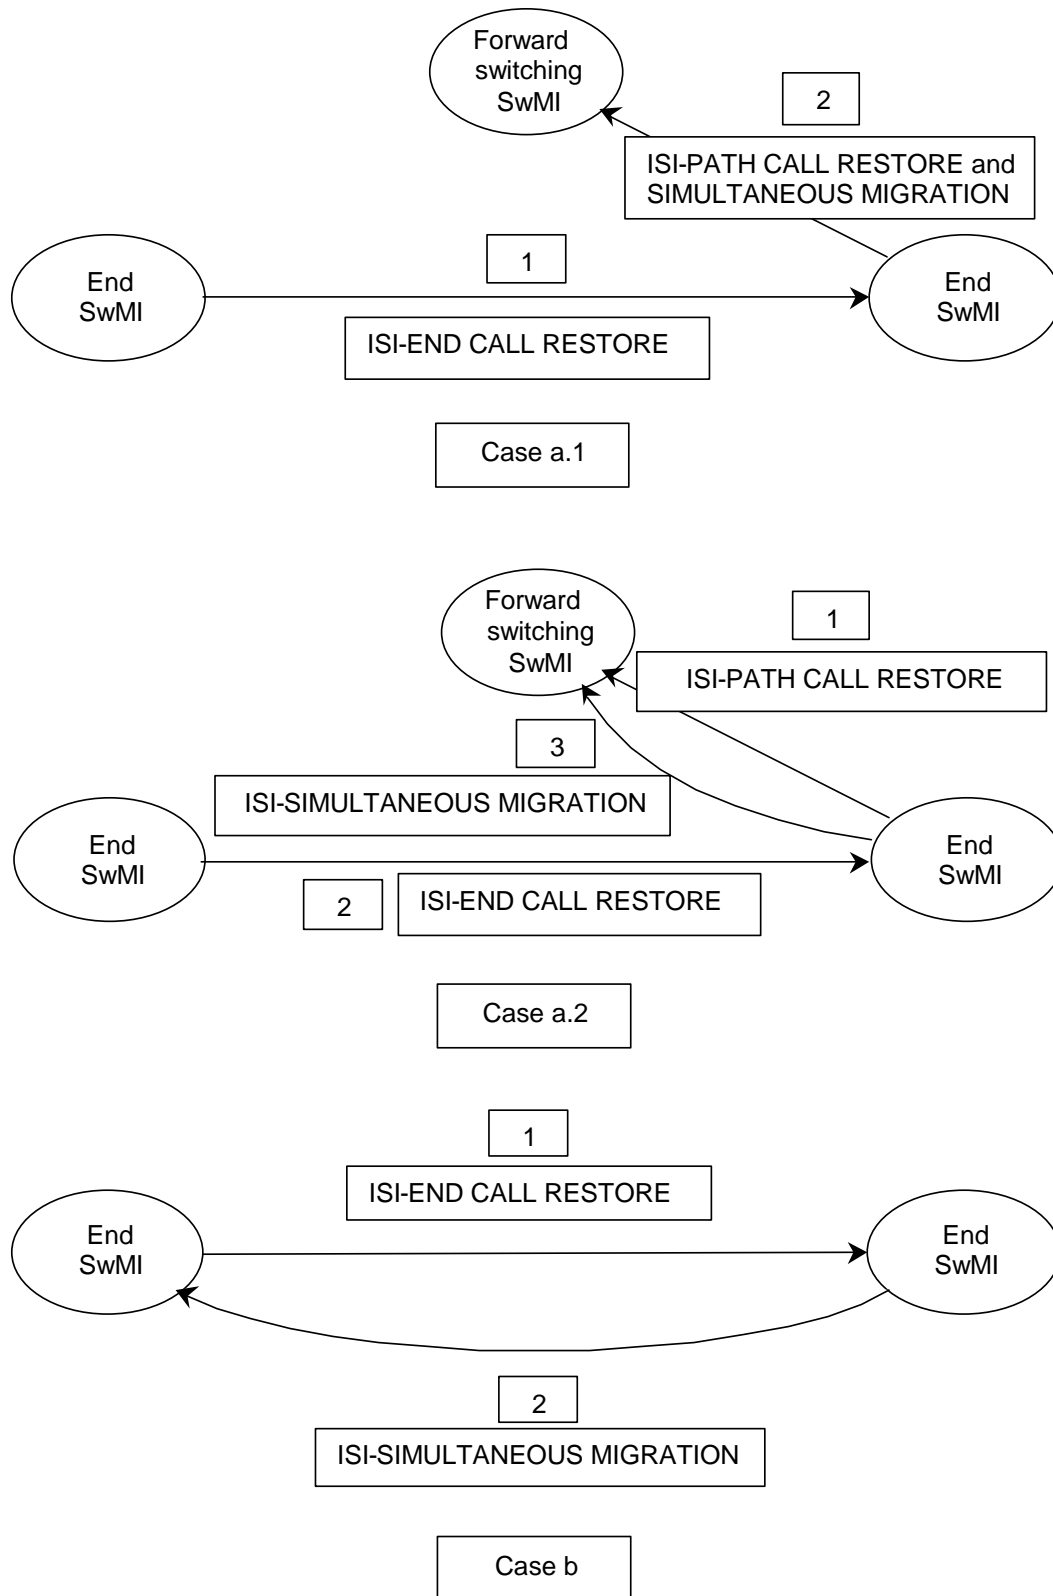 Forward
switching
SwMI
2
ISI-PATH CALL RESTORE and
SIMULTANEOUS MIGRATION
1
End
SwMI
End
SwMI
ISI-END CALL RESTORE
Case a.1
Forward
switching
SwMI
1
ISI-PATH CALL RESTORE
3
ISI-SIMULTANEOUS MIGRATION
End
SwMI
End
SwMI
2
ISI-END CALL RESTORE
Case a.2
1
ISI-END CALL RESTORE
End
SwMI
End
SwMI
2
ISI-SIMULTANEOUS MIGRATION
Case b